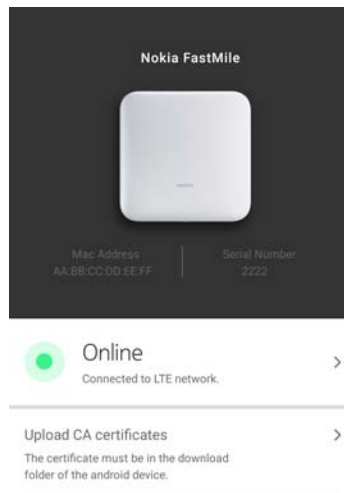 Nokia FastMile
Mac Address
AA:BB:CC:DD:EE:FF
Serial Number
2222
Online
Connected to LTE network.
Upload CA certificates
The certificate must be in the download
folder of the android device.